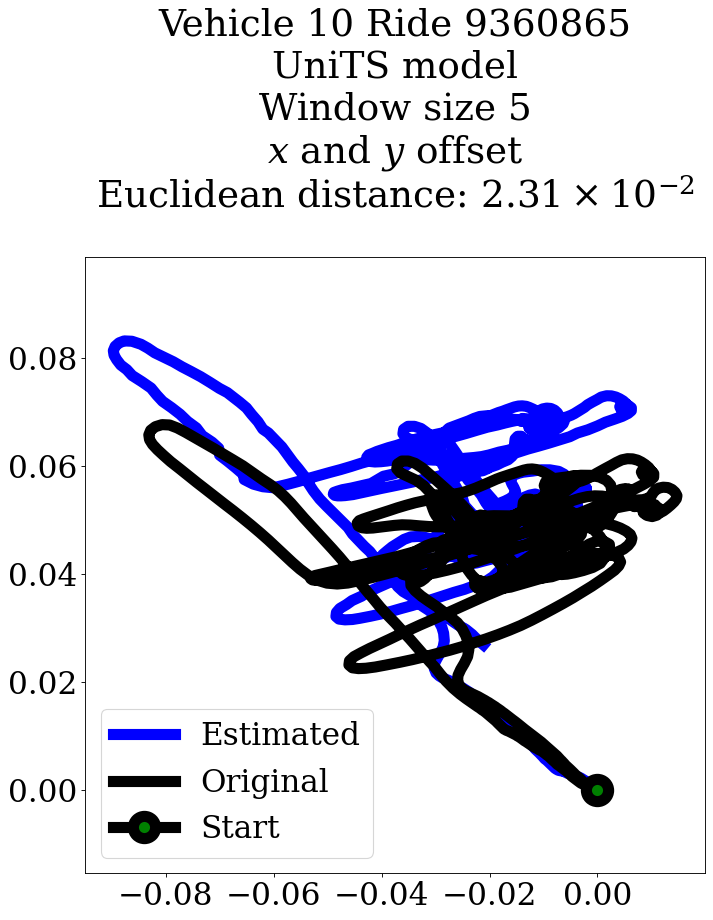 Vehicle 10 Ride 9360865
UniTS model
Window size 5
x and y offset
Euclidean distance: 2.31 × 10⁻²
0.08
0.06
0.04
0.02
0.00
Estimated
Original
Start
−0.08 −0.06 −0.04 −0.02 0.00